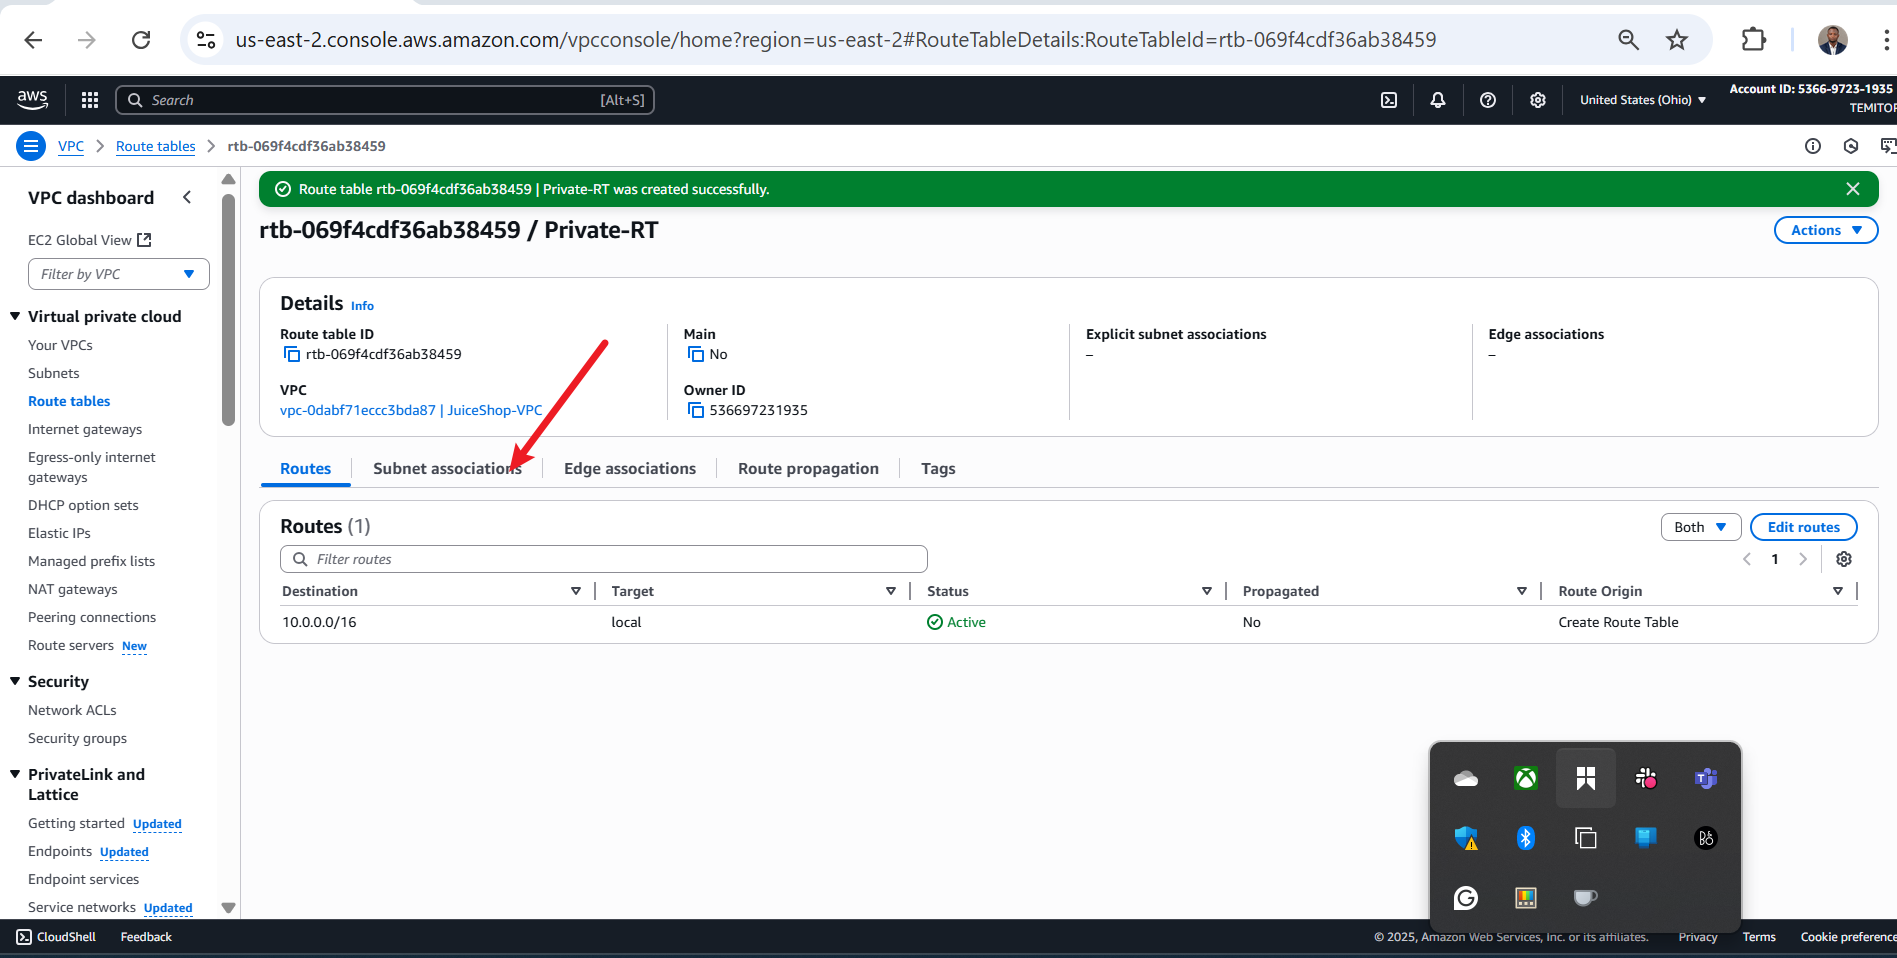 us-east-2.console.aws.amazon.com/vpcconsole/home?region=us-east-2#RouteTableDetails:RouteTableId=rtb-069f4cdf36ab38459
aws
Search
[Alt+S]
United States (Ohio)
Account ID: 5366-9723-1935
TEMITOR
VPC
Route tables
rtb-069f4cdf36ab38459
VPC dashboard
EC2 Global View
Filter by VPC
Virtual private cloud
Your VPCs
Subnets
Route tables
Internet gateways
Egress-only internet
gateways
DHCP option sets
Elastic IPs
Managed prefix lists
NAT gateways
Peering connections
Route servers New
Security
Network ACLs
Security groups
PrivateLink and
Lattice
Getting started Updated
Endpoints Updated
Endpoint services
Service networks Updated
Route table rtb-069f4cdf36ab38459 | Private-RT was created successfully.
rtb-069f4cdf36ab38459 / Private-RT
Actions
Details Info
Route table ID
rtb-069f4cdf36ab38459
Main
No
Explicit subnet associations
–
Edge associations
–
VPC
vpc-0dabf71eccc3bda87 | JuiceShop-VPC
Owner ID
536697231935
Routes
Subnet associations
Edge associations
Route propagation
Tags
Routes (1)
Both
Edit routes
Filter routes
1
Destination Target Status Propagated Route Origin
10.0.0.0/16 local Active No Create Route Table
CloudShell
Feedback
© 2025, Amazon Web Services, Inc. or its affiliates.
Privacy
Terms
Cookie preference